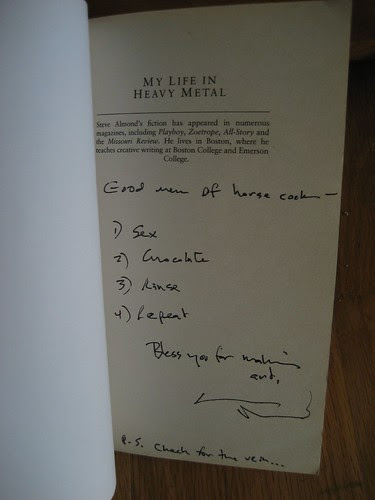 MY LIFE IN
HEAVY METAL
Steve Almond's fiction has appeared in numerous
magazines, including Playboy, Zoetrope, All-Story and
the Missouri Review. He lives in Boston, where he
teaches creative writing at Boston College and Emerson
College.
Good men of horse cock —
1) Sex
2) Chocolate
3) Rinse
4) Repeat
Bless you for making
art,
P.S. Check for the vein...